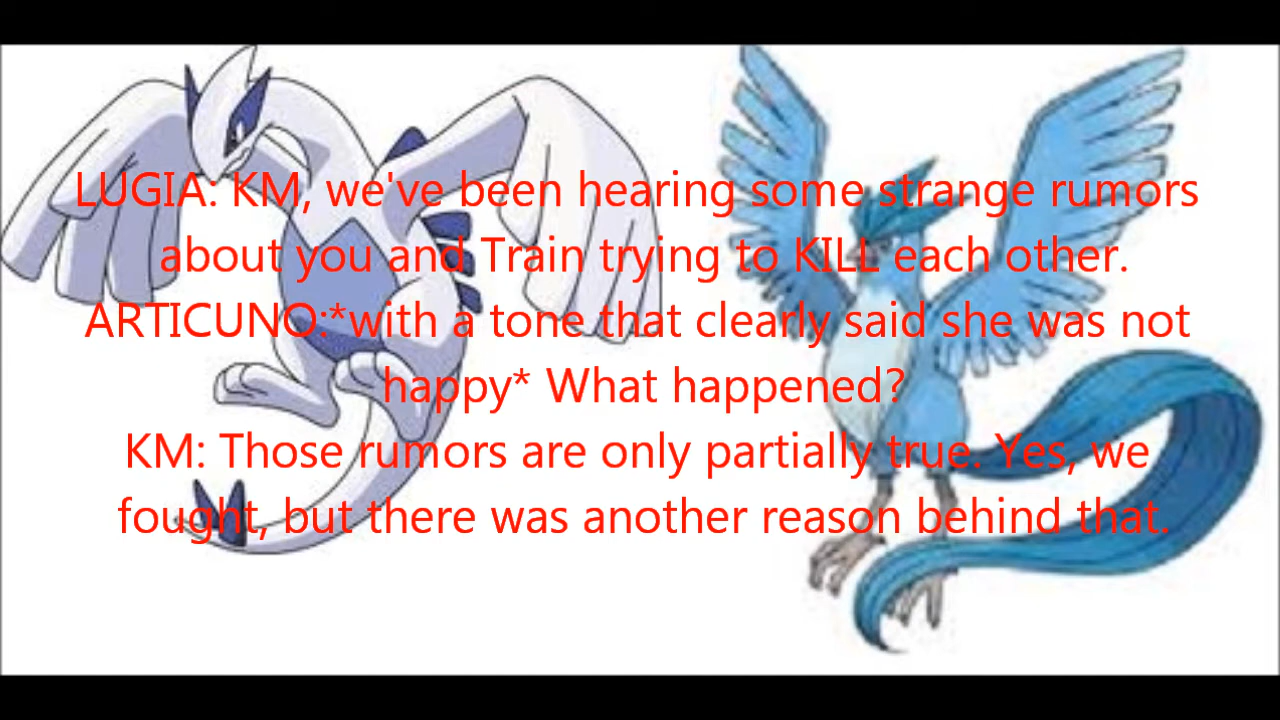 LUGIA: KM, we've been hearing some strange rumors
about you and Train trying to KILL each other.
ARTICUNO:*with a tone that clearly said she was not
happy* What happened?
KM: Those rumors are only partially true. Yes, we
fought, but there was another reason behind that.